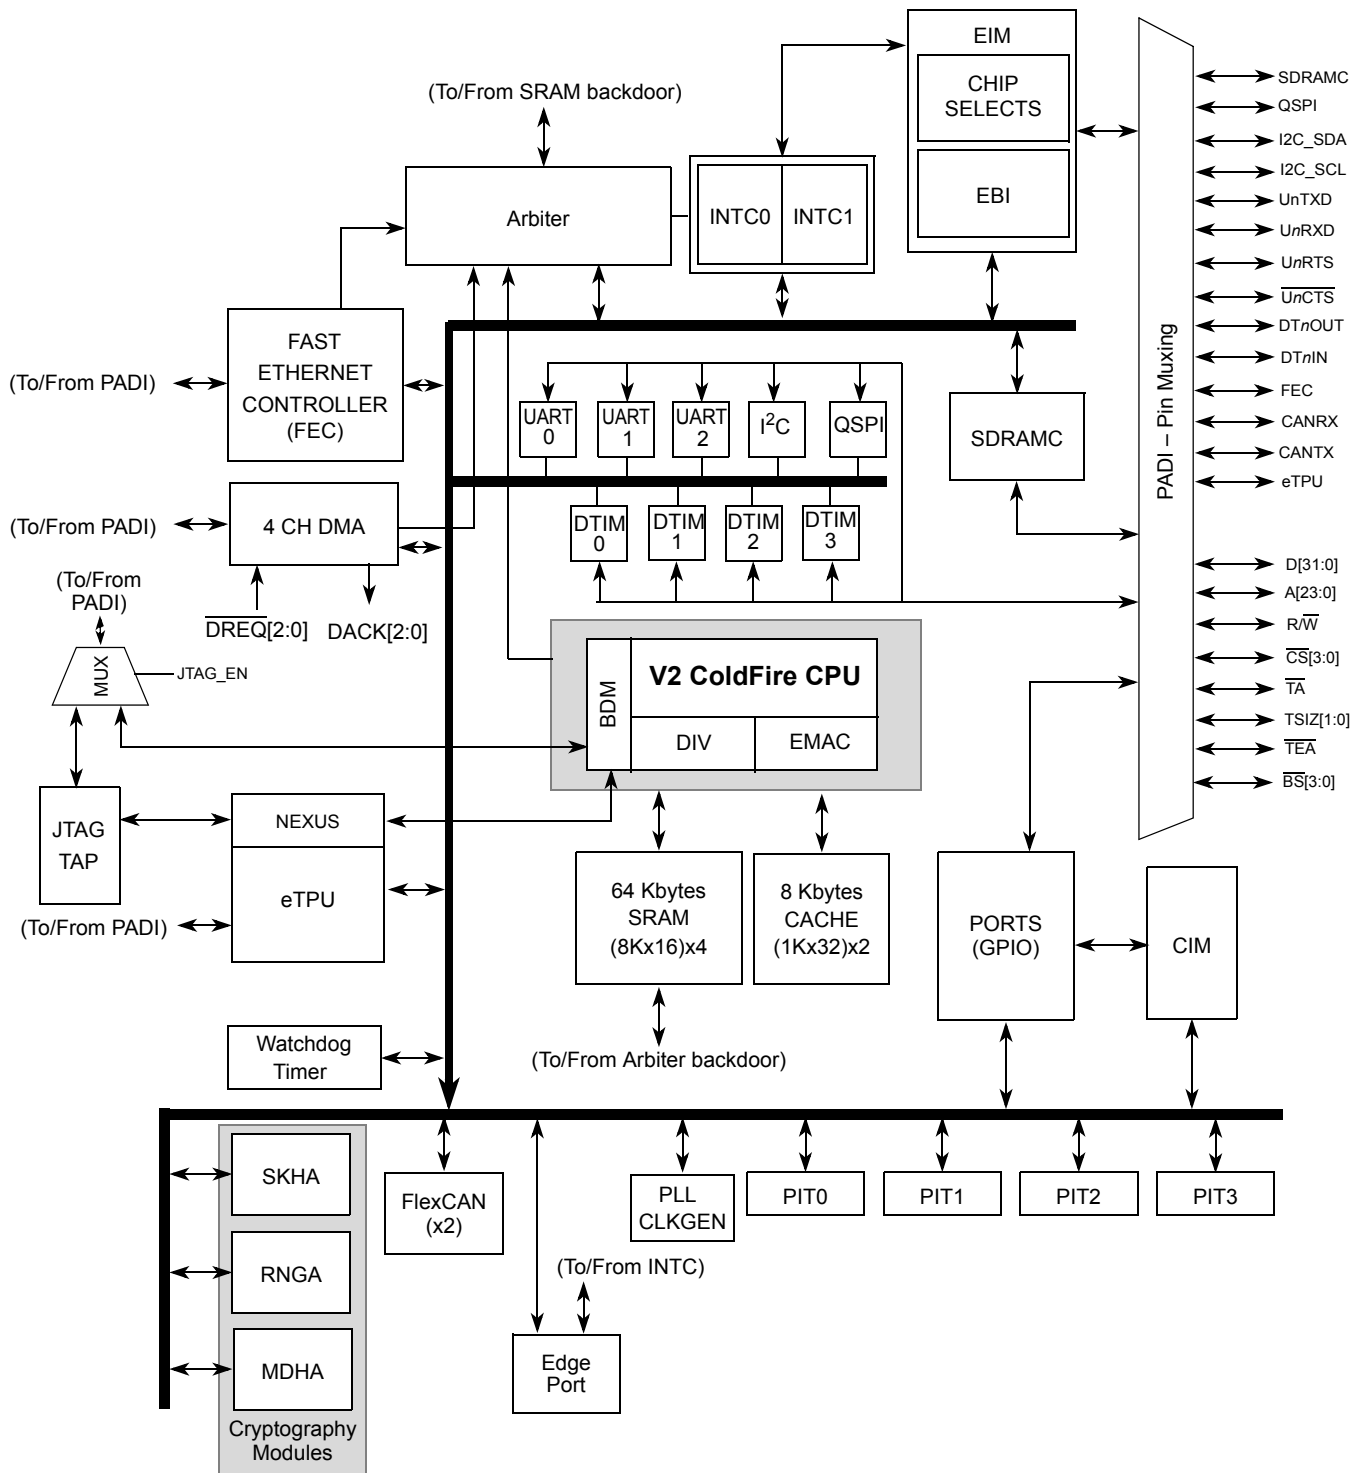 EIM
CHIP
SELECTS
EBI
(To/From SRAM backdoor)
Arbiter
INTC0
INTC1
SDRAMC
QSPI
I2C_SDA
I2C_SCL
UnTXD
UnRXD
UnRTS
UnCTS
DTnOUT
DTnIN
FEC
CANRX
CANTX
eTPU
D[31:0]
A[23:0]
R/W
CS[3:0]
TA
TSIZ[1:0]
TEA
BS[3:0]
PADI – Pin Muxing
(To/From PADI)
FAST
ETHERNET
CONTROLLER
(FEC)
UART
0
UART
1
UART
2
I²C
QSPI
SDRAMC
(To/From PADI)
4 CH DMA
DTIM
0
DTIM
1
DTIM
2
DTIM
3
(To/From
PADI)
DREQ[2:0]
DACK[2:0]
MUX
JTAG_EN
BDM
V2 ColdFire CPU
DIV
EMAC
JTAG
TAP
NEXUS
eTPU
(To/From PADI)
64 Kbytes
SRAM
(8Kx16)x4
8 Kbytes
CACHE
(1Kx32)x2
PORTS
(GPIO)
CIM
Watchdog
Timer
(To/From Arbiter backdoor)
SKHA
RNGA
MDHA
Cryptography
Modules
FlexCAN
(x2)
PLL
CLKGEN
PIT0
PIT1
PIT2
PIT3
(To/From INTC)
Edge
Port